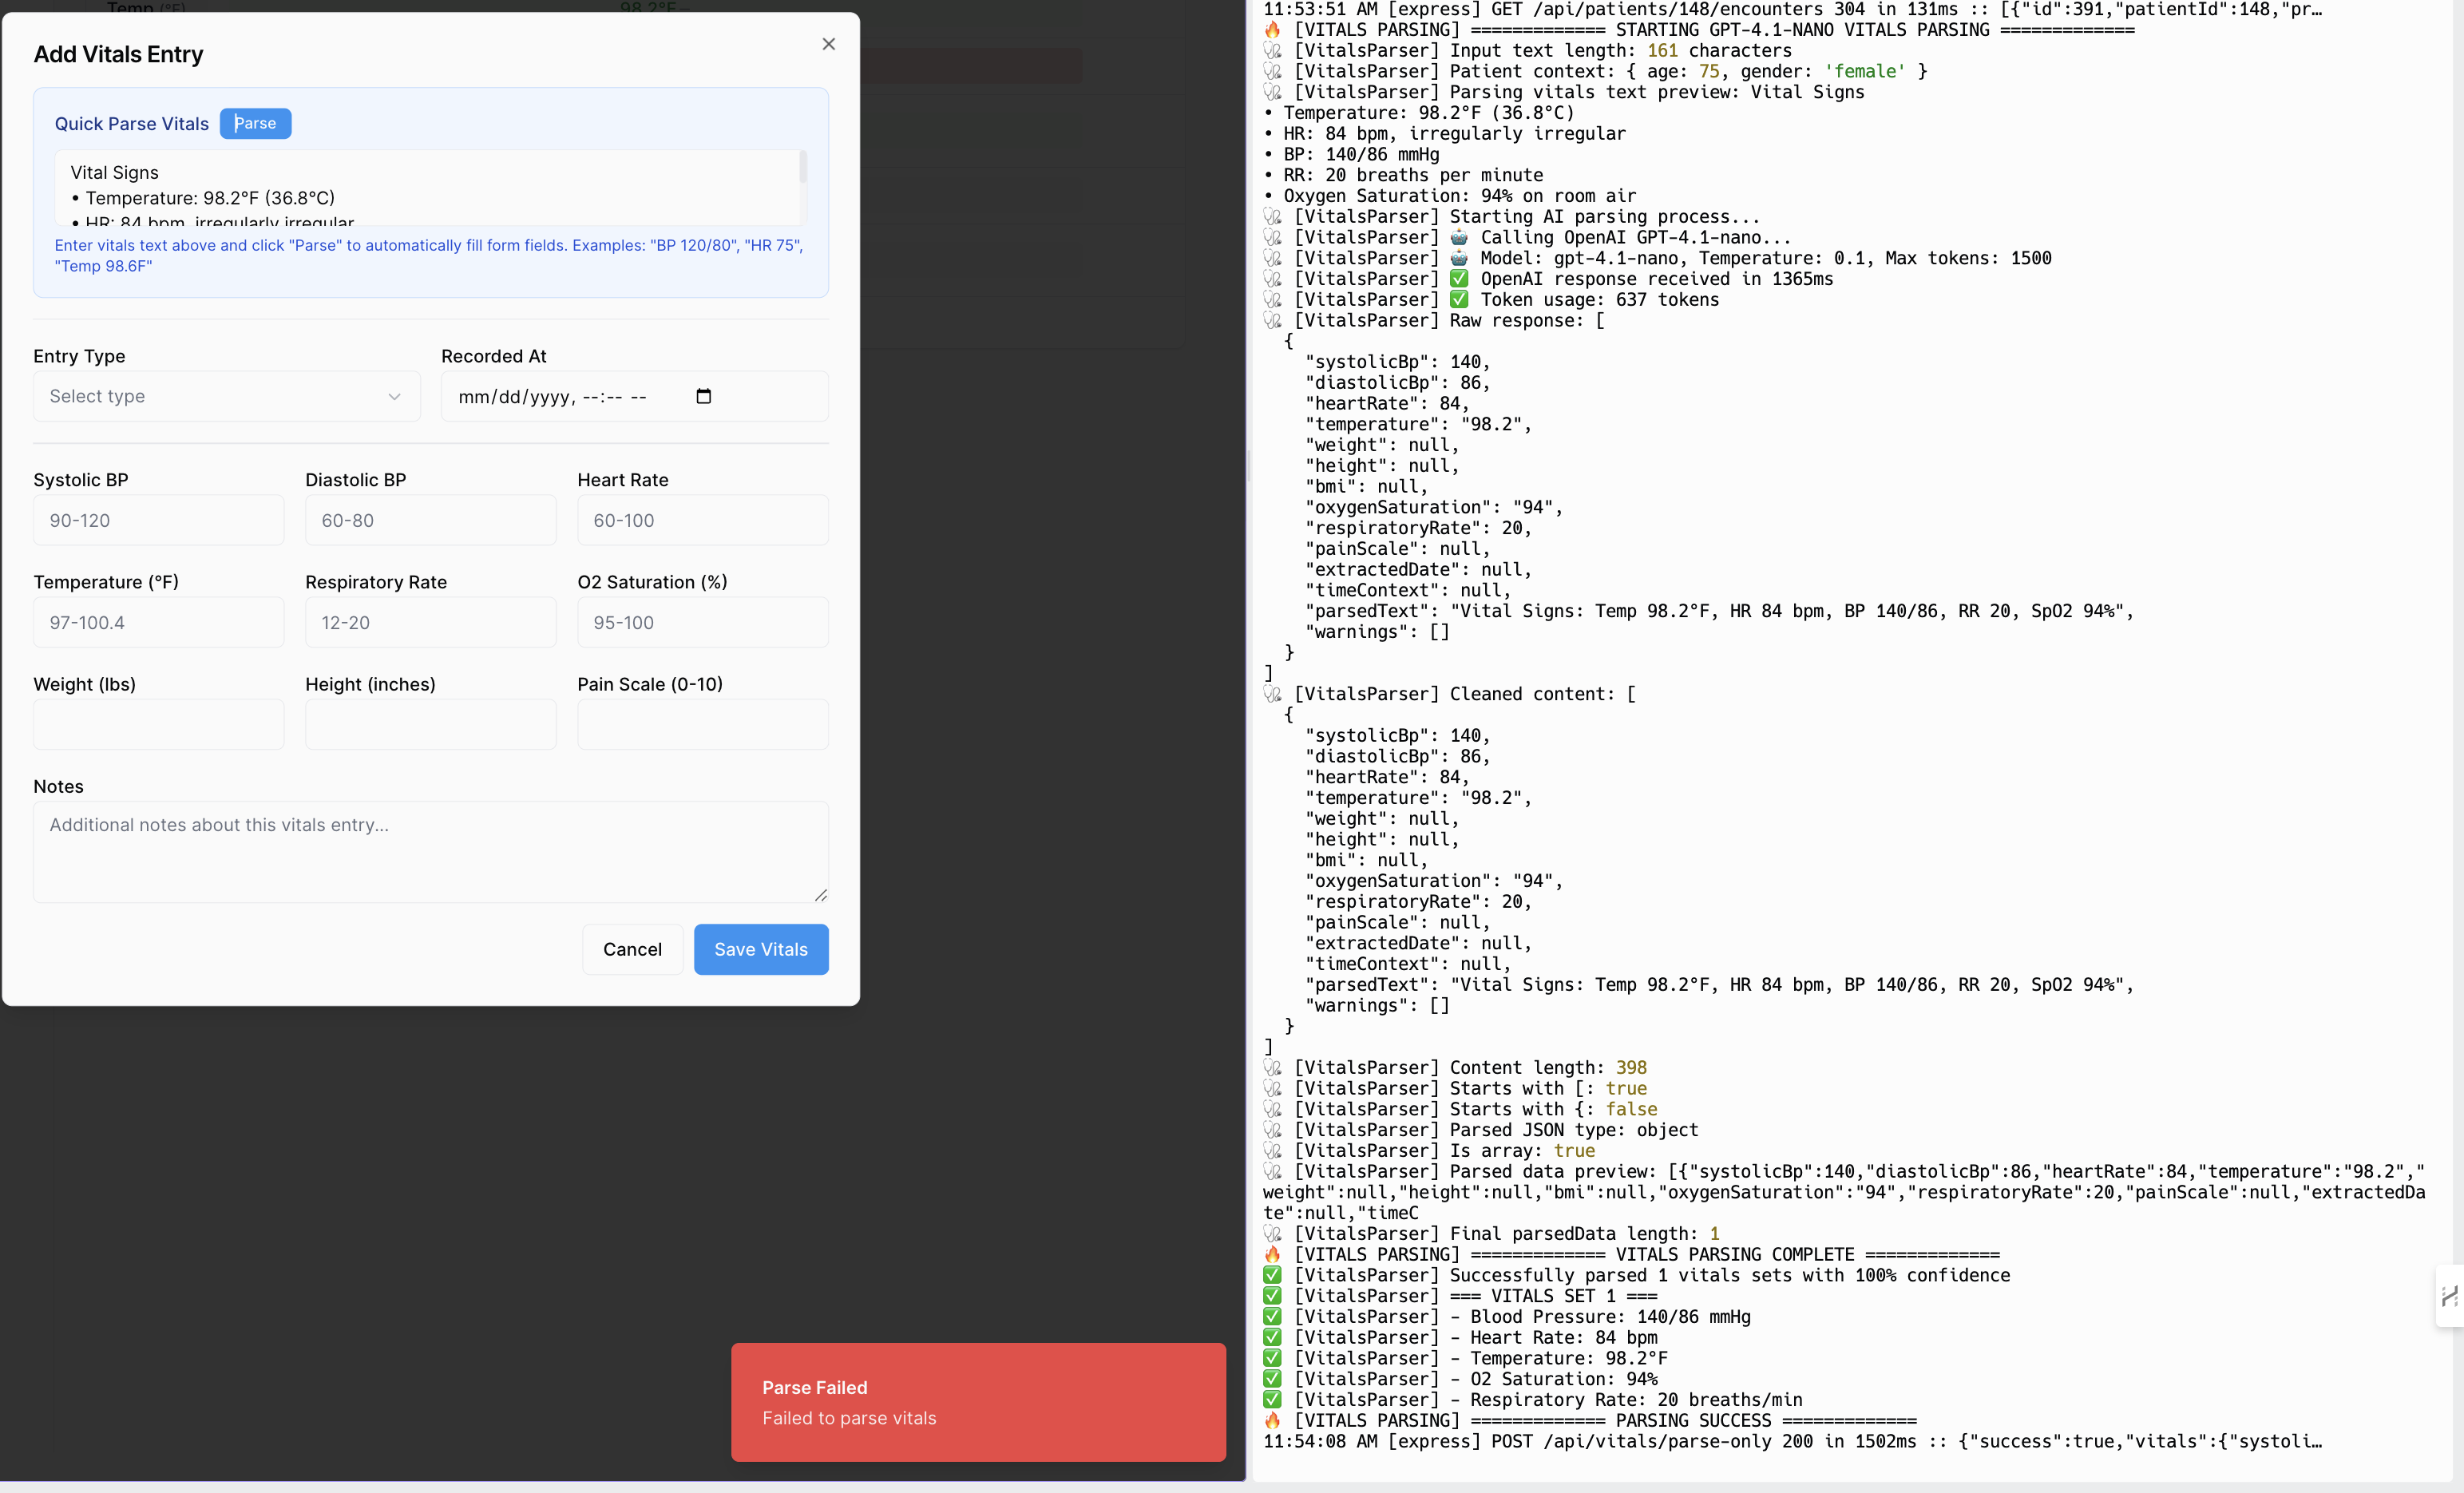 Temp (°F)
98.2°F—
Add Vitals Entry
Quick Parse Vitals
Parse
Vital Signs
• Temperature: 98.2°F (36.8°C)
• HR: 84 bpm, irregularly irregular
Enter vitals text above and click "Parse" to automatically fill form fields. Examples: "BP 120/80", "HR 75",
"Temp 98.6F"
Entry Type
Recorded At
Select type
mm/dd/yyyy, --:-- --
Systolic BP
Diastolic BP
Heart Rate
90-120
60-80
60-100
Temperature (°F)
Respiratory Rate
O2 Saturation (%)
97-100.4
12-20
95-100
Weight (lbs)
Height (inches)
Pain Scale (0-10)
Notes
Additional notes about this vitals entry...
Cancel
Save Vitals
Parse Failed
Failed to parse vitals
11:53:51 AM [express] GET /api/patients/148/encounters 304 in 131ms :: [{"id":391,"patientId":148,"pr…
🔥 [VITALS PARSING] ============= STARTING GPT-4.1-NANO VITALS PARSING =============
🩺 [VitalsParser] Input text length: 161 characters
🩺 [VitalsParser] Patient context: { age: 75, gender: 'female' }
🩺 [VitalsParser] Parsing vitals text preview: Vital Signs
• Temperature: 98.2°F (36.8°C)
• HR: 84 bpm, irregularly irregular
• BP: 140/86 mmHg
• RR: 20 breaths per minute
• Oxygen Saturation: 94% on room air
🩺 [VitalsParser] Starting AI parsing process...
🩺 [VitalsParser] 🤖 Calling OpenAI GPT-4.1-nano...
🩺 [VitalsParser] 🤖 Model: gpt-4.1-nano, Temperature: 0.1, Max tokens: 1500
🩺 [VitalsParser] ✅ OpenAI response received in 1365ms
🩺 [VitalsParser] ✅ Token usage: 637 tokens
🩺 [VitalsParser] Raw response: [
{
"systolicBp": 140,
"diastolicBp": 86,
"heartRate": 84,
"temperature": "98.2",
"weight": null,
"height": null,
"bmi": null,
"oxygenSaturation": "94",
"respiratoryRate": 20,
"painScale": null,
"extractedDate": null,
"timeContext": null,
"parsedText": "Vital Signs: Temp 98.2°F, HR 84 bpm, BP 140/86, RR 20, SpO2 94%",
"warnings": []
}
]
🩺 [VitalsParser] Cleaned content: [
{
"systolicBp": 140,
"diastolicBp": 86,
"heartRate": 84,
"temperature": "98.2",
"weight": null,
"height": null,
"bmi": null,
"oxygenSaturation": "94",
"respiratoryRate": 20,
"painScale": null,
"extractedDate": null,
"timeContext": null,
"parsedText": "Vital Signs: Temp 98.2°F, HR 84 bpm, BP 140/86, RR 20, SpO2 94%",
"warnings": []
}
]
🩺 [VitalsParser] Content length: 398
🩺 [VitalsParser] Starts with [: true
🩺 [VitalsParser] Starts with {: false
🩺 [VitalsParser] Parsed JSON type: object
🩺 [VitalsParser] Is array: true
🩺 [VitalsParser] Parsed data preview: [{"systolicBp":140,"diastolicBp":86,"heartRate":84,"temperature":"98.2","
weight":null,"height":null,"bmi":null,"oxygenSaturation":"94","respiratoryRate":20,"painScale":null,"extractedDa
te":null,"timeC
🩺 [VitalsParser] Final parsedData length: 1
🔥 [VITALS PARSING] ============= VITALS PARSING COMPLETE =============
✅ [VitalsParser] Successfully parsed 1 vitals sets with 100% confidence
✅ [VitalsParser] === VITALS SET 1 ===
✅ [VitalsParser] - Blood Pressure: 140/86 mmHg
✅ [VitalsParser] - Heart Rate: 84 bpm
✅ [VitalsParser] - Temperature: 98.2°F
✅ [VitalsParser] - O2 Saturation: 94%
✅ [VitalsParser] - Respiratory Rate: 20 breaths/min
🔥 [VITALS PARSING] ============= PARSING SUCCESS =============
11:54:08 AM [express] POST /api/vitals/parse-only 200 in 1502ms :: {"success":true,"vitals":{"systoli…